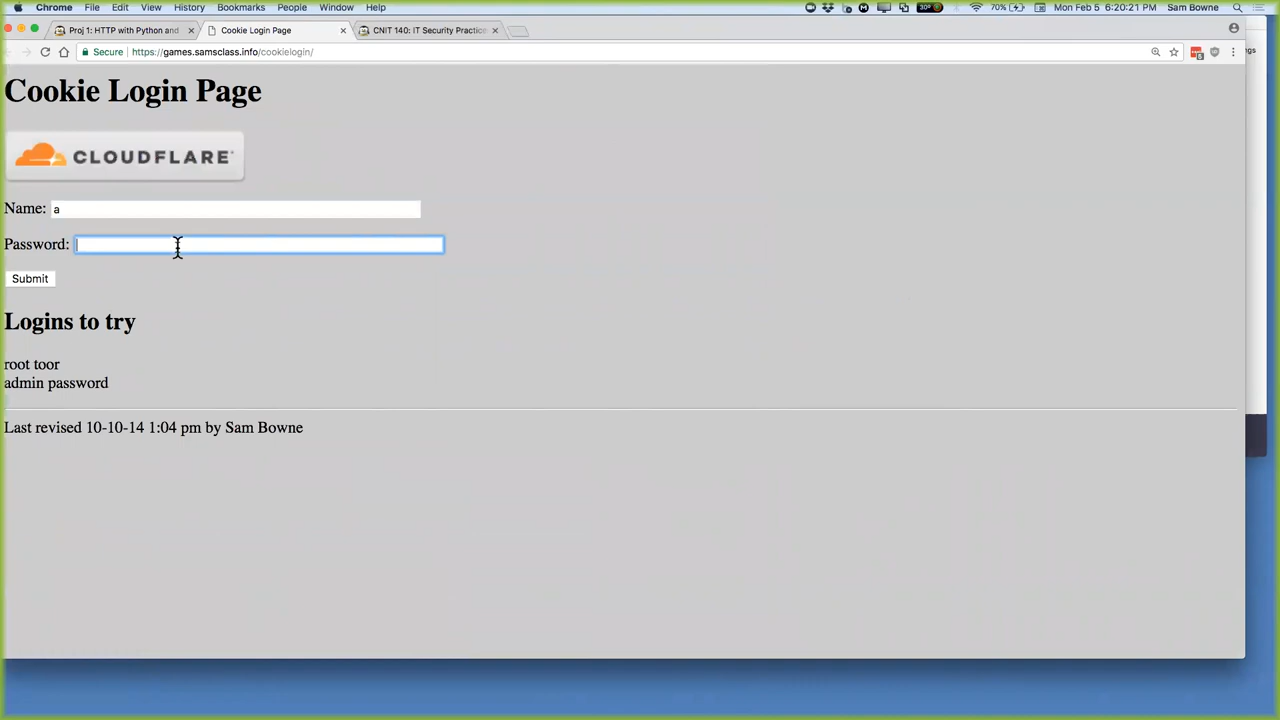 Chrome File Edit View History Bookmarks People Window Help 30° 70% Mon Feb 5 6:20:21 PM Sam Bowne
Proj 1: HTTP with Python and Cookie Login Page CNIT 140: IT Security Practice
Secure https://games.samsclass.info/cookielogin/
Cookie Login Page
CLOUDFLARE
Name: a
Password:
Submit
Logins to try
root toor
admin password
Last revised 10-10-14 1:04 pm by Sam Bowne